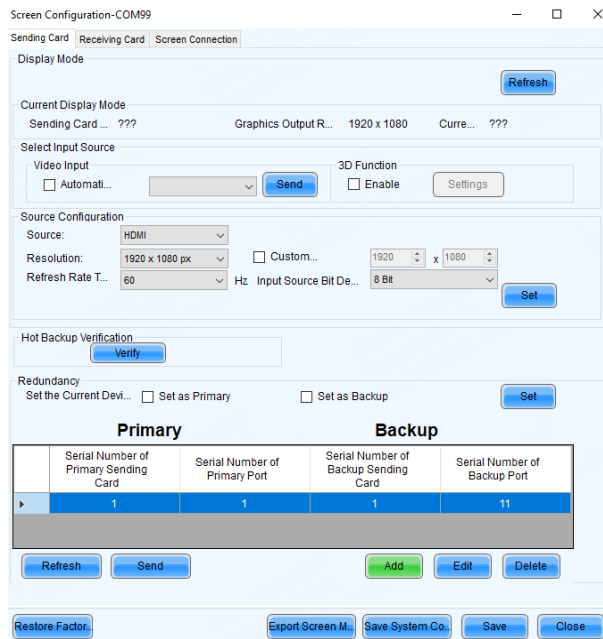 Screen Configuration-COM99
Sending Card Receiving Card Screen Connection
Display Mode
Refresh
Current Display Mode
Sending Card ... ??? Graphics Output R... 1920 x 1080 Curre... ???
Select Input Source
Video Input 3D Function
Automati... Send Enable Settings
Source Configuration
Source: HDMI
Resolution: 1920 x 1080 px Custom... 1920 x 1080
Refresh Rate T... 60 Hz Input Source Bit De... 8 Bit
Set
Hot Backup Verification
Verify
Redundancy
Set the Current Devi... Set as Primary Set as Backup Set
Primary Backup
Serial Number of Primary Sending Card Serial Number of Primary Port Serial Number of Backup Sending Card Serial Number of Backup Port
1 1 1 11
Refresh Send Add Edit Delete
Restore Factor... Export Screen M... Save System Co... Save Close